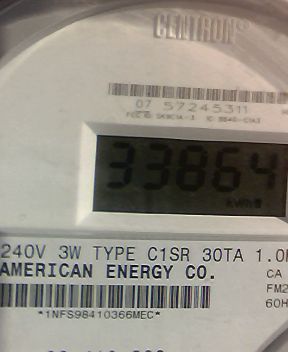 CENTRON®
07 57245311
33864
kWh
240V 3W TYPE C1SR 30TA 1.0
AMERICAN ENERGY CO.
CA
FM2
60H
*1NFS98410366MEC*